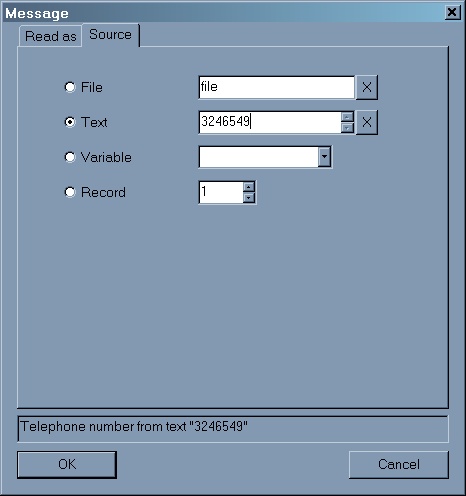 Message
Read as Source
File file
Text 3246549
Variable
Record 1
Telephone number from text "3246549"
OK Cancel